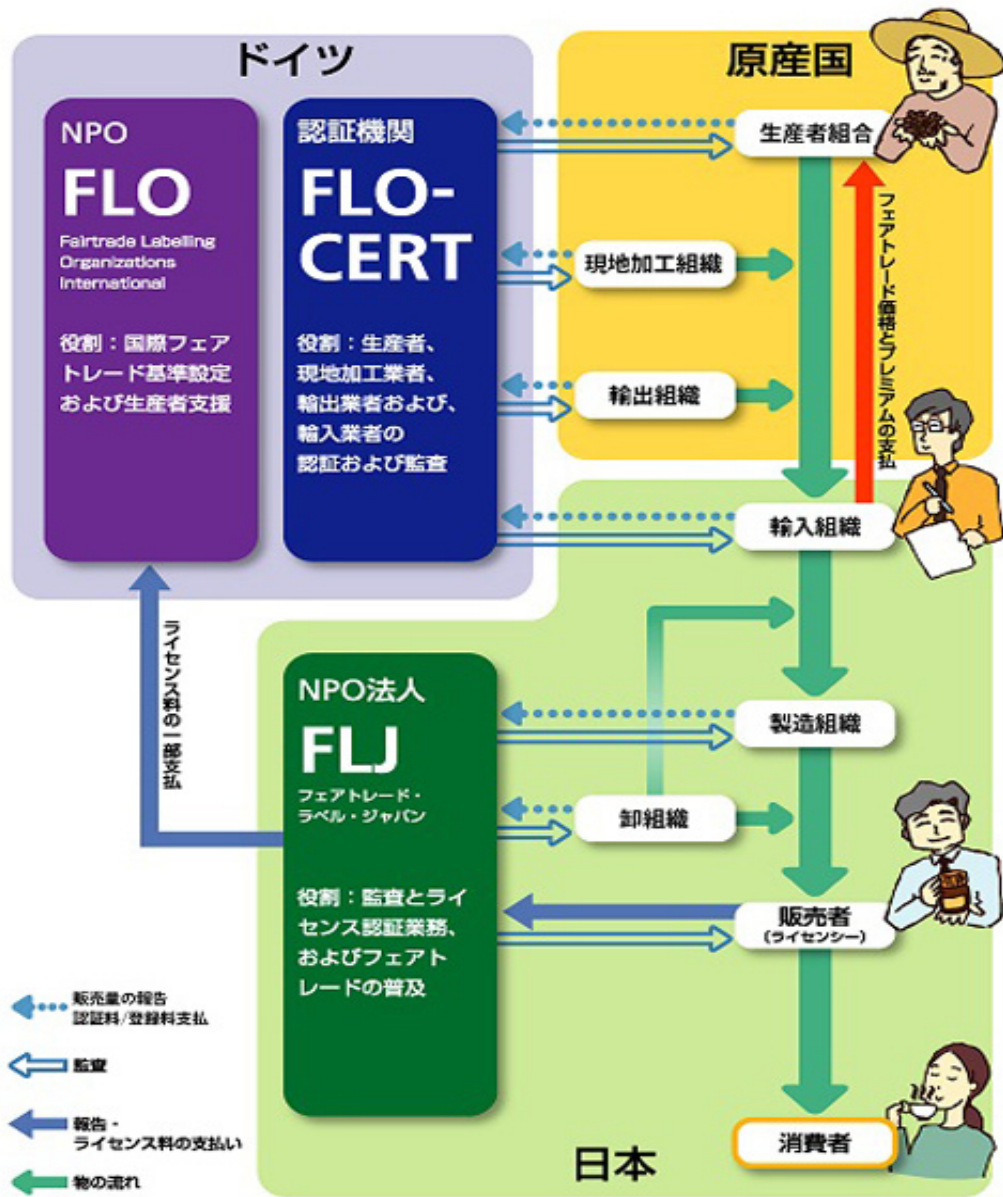 ドイツ
NPO
FLO
Fairtrade Labelling
Organizations
International
役割：国際フェア
トレード基準設定
および生産者支援
認証機関
FLO-
CERT
役割：生産者、
現地加工業者、
輸出業者および、
輸入業者の
認証および監査
原産国
生産者組合
現地加工組織
輸出組織
フェアトレード価格とプレミアムの支払
輸入組織
ライセンス料の一部支払
NPO法人
FLJ
フェアトレード・
ラベル・ジャパン
役割：監査とライ
センス認証業務、
およびフェアト
レードの普及
製造組織
卸組織
販売者
(ライセンシー)
消費者
日本
販売量の報告
認証料/登録料支払
監査
報告・
ライセンス料の支払い
物の流れ